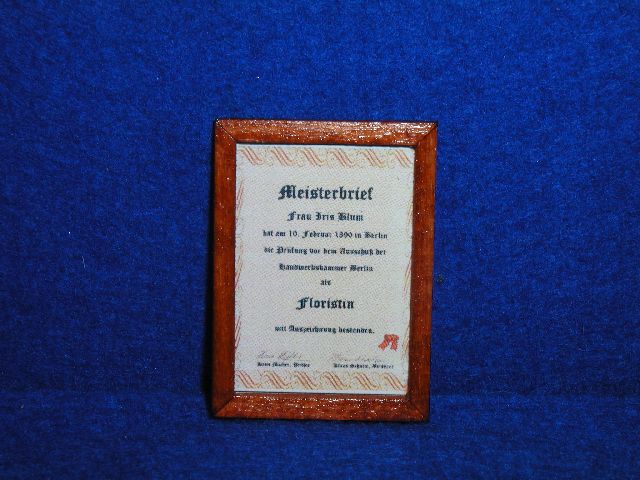 Meisterbrief
Frau Iris Blum
hat am 10. Februar 1990 in Berlin
die Prüfung vor dem Ausschuß der
Handwerkskammer Berlin
als
Floristin
mit Auszeichnung bestanden.